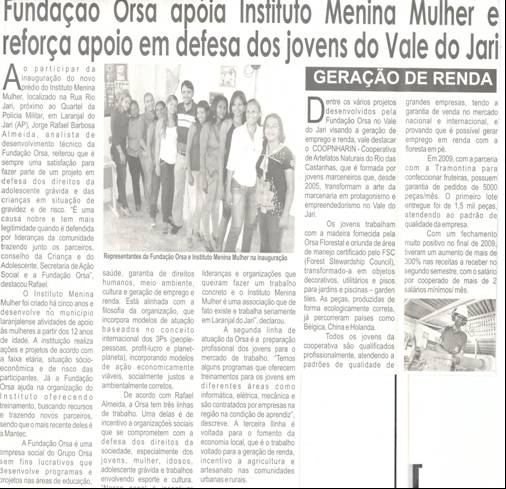 Fundação Orsa apóia Instituto Menina Mulher e
reforça apoio em defesa dos jovens do Vale do Jari
Ao participar da
inauguração do novo
prédio do Instituto Menina
Mulher, localizado na Rua Rio
Jari, próximo ao Quartel da
Polícia Militar, em Laranjal do
Jari (AP), Jorge Rafael Barbosa
Almeida, analista de
desenvolvimento técnico da
Fundação Orsa, reiterou que é
sempre uma satisfação para
fazer parte de um projeto em
defesa dos direitos da
adolescente grávida e das
crianças em situação de
gravidez e de risco. "É uma
causa nobre e tem mais
legitimidade quando é defendida
por lideranças da comunidade
trazendo junto os parceiros,
conselho da Criança e do
Adolescente, Secretaria de Ação
Social e a Fundação Orsa",
destacou Rafael.
O Instituto Menina
Mulher foi criado há cinco anos e
desenvolve no município
laranjalense atividades de apoio
às mulheres a partir dos 12 anos
de idade. A instituição realiza
ações e projetos de acordo com
a faixa etária, situação sócio-
econômica e de risco das
participantes. Já a Fundação
Orsa ajuda na organização do
Instituto oferecendo
treinamento, buscando recursos
e trazendo novos parceiros,
sendo que o mais recente deles é
a Mantec.
A Fundação Orsa é uma
empresa social do Grupo Orsa
sem fins lucrativos que
desenvolve programas e
projetos nas áreas de educação,
Representantes da Fundação Orsa e Instituto Menina Mulher na inauguração
saúde, garantia de direitos
humanos, meio ambiente,
cultura e geração de emprego e
renda. Está alinhada com a
filosofia da organização, que
incorpora modelos de atuação
baseados no conceito
internacional dos 3Ps (people-
pessoas, profit-lucro e planet-
planeta), incorporando modelos
de ação economicamente
viáveis, socialmente justos e
ambientalmente corretos.
De acordo com Rafael
Almeida, a Orsa tem três linhas
de trabalho. Uma delas é de
incentivo a organizações sociais
que se comprometem com a
defesa dos direitos da
sociedade, especialmente dos
jovens, mulher, idosos,
adolescente grávida e trabalhos
envolvendo esporte e cultura.
lideranças e organizações que
queiram fazer um trabalho
concreto e o Instituto Menina
Mulher é uma associação que de
fato existe e trabalha seriamente
em Laranjal do Jari", declarou.
A segunda linha de
atuação da Orsa é a preparação
profissional dos jovens para o
mercado de trabalho. "Temos
alguns programas que oferecem
treinamentos para os jovens em
diferentes áreas como
informática, elétrica, mecânica e
são contratados por empresas na
região na condição de aprendiz",
descreve. A terceira linha é
voltada para o fomento da
economia local, que é o trabalho
voltado para a geração de renda,
incentivo a agricultura e
artesanato nas comunidades
urbanas e rurais.
GERAÇÃO DE RENDA
Dentre os vários projetos
desenvolvidos pela
Fundação Orsa no Vale
do Jari visando a geração de
emprego e renda, vale destacar
o COOPNHARIN - Cooperativa
de Artefatos Naturais do Rio das
Castanhas, que é formada por
jovens marceneiros que, desde
2005, transformam a arte da
marcenaria em protagonismo e
empreendedorismo no Vale do
Jari.
Os jovens trabalham
com a madeira fornecida pela
Orsa Florestal e oriunda de área
de manejo certificado pelo FSC
(Forest Stewardship Council),
transformado-a em objetos
decorativos, utilitários e pisos
para jardins e piscinas – garden
tiles. As peças, produzidas de
forma ecologicamente correta,
já percorreram países como
Bélgica, China e Holanda.
Todos os jovens da
cooperativa são qualificados
profissionalmente, atendendo a
padrões de qualidade de
grandes empresas, tendo a
garantia de venda no mercado
nacional e internacional, e
provando que é possível gerar
emprego em renda com a
floresta em pé.
Em 2009, com a parceria
com a Tramontina para
confeccionar fruteiras, possuem
garantia de pedidos de 5000
peças/mês. O primeiro lote
entregue foi de 1,5 mil peças,
atendendo ao padrão de
qualidade da empresa.
Com um fechamento
muito positivo no final de 2009,
tiveram um aumento de mais de
300% nas receitas a receber no
segundo semestre, com o salário
por cooperado de mais de 2
salários mínimos/ mês.